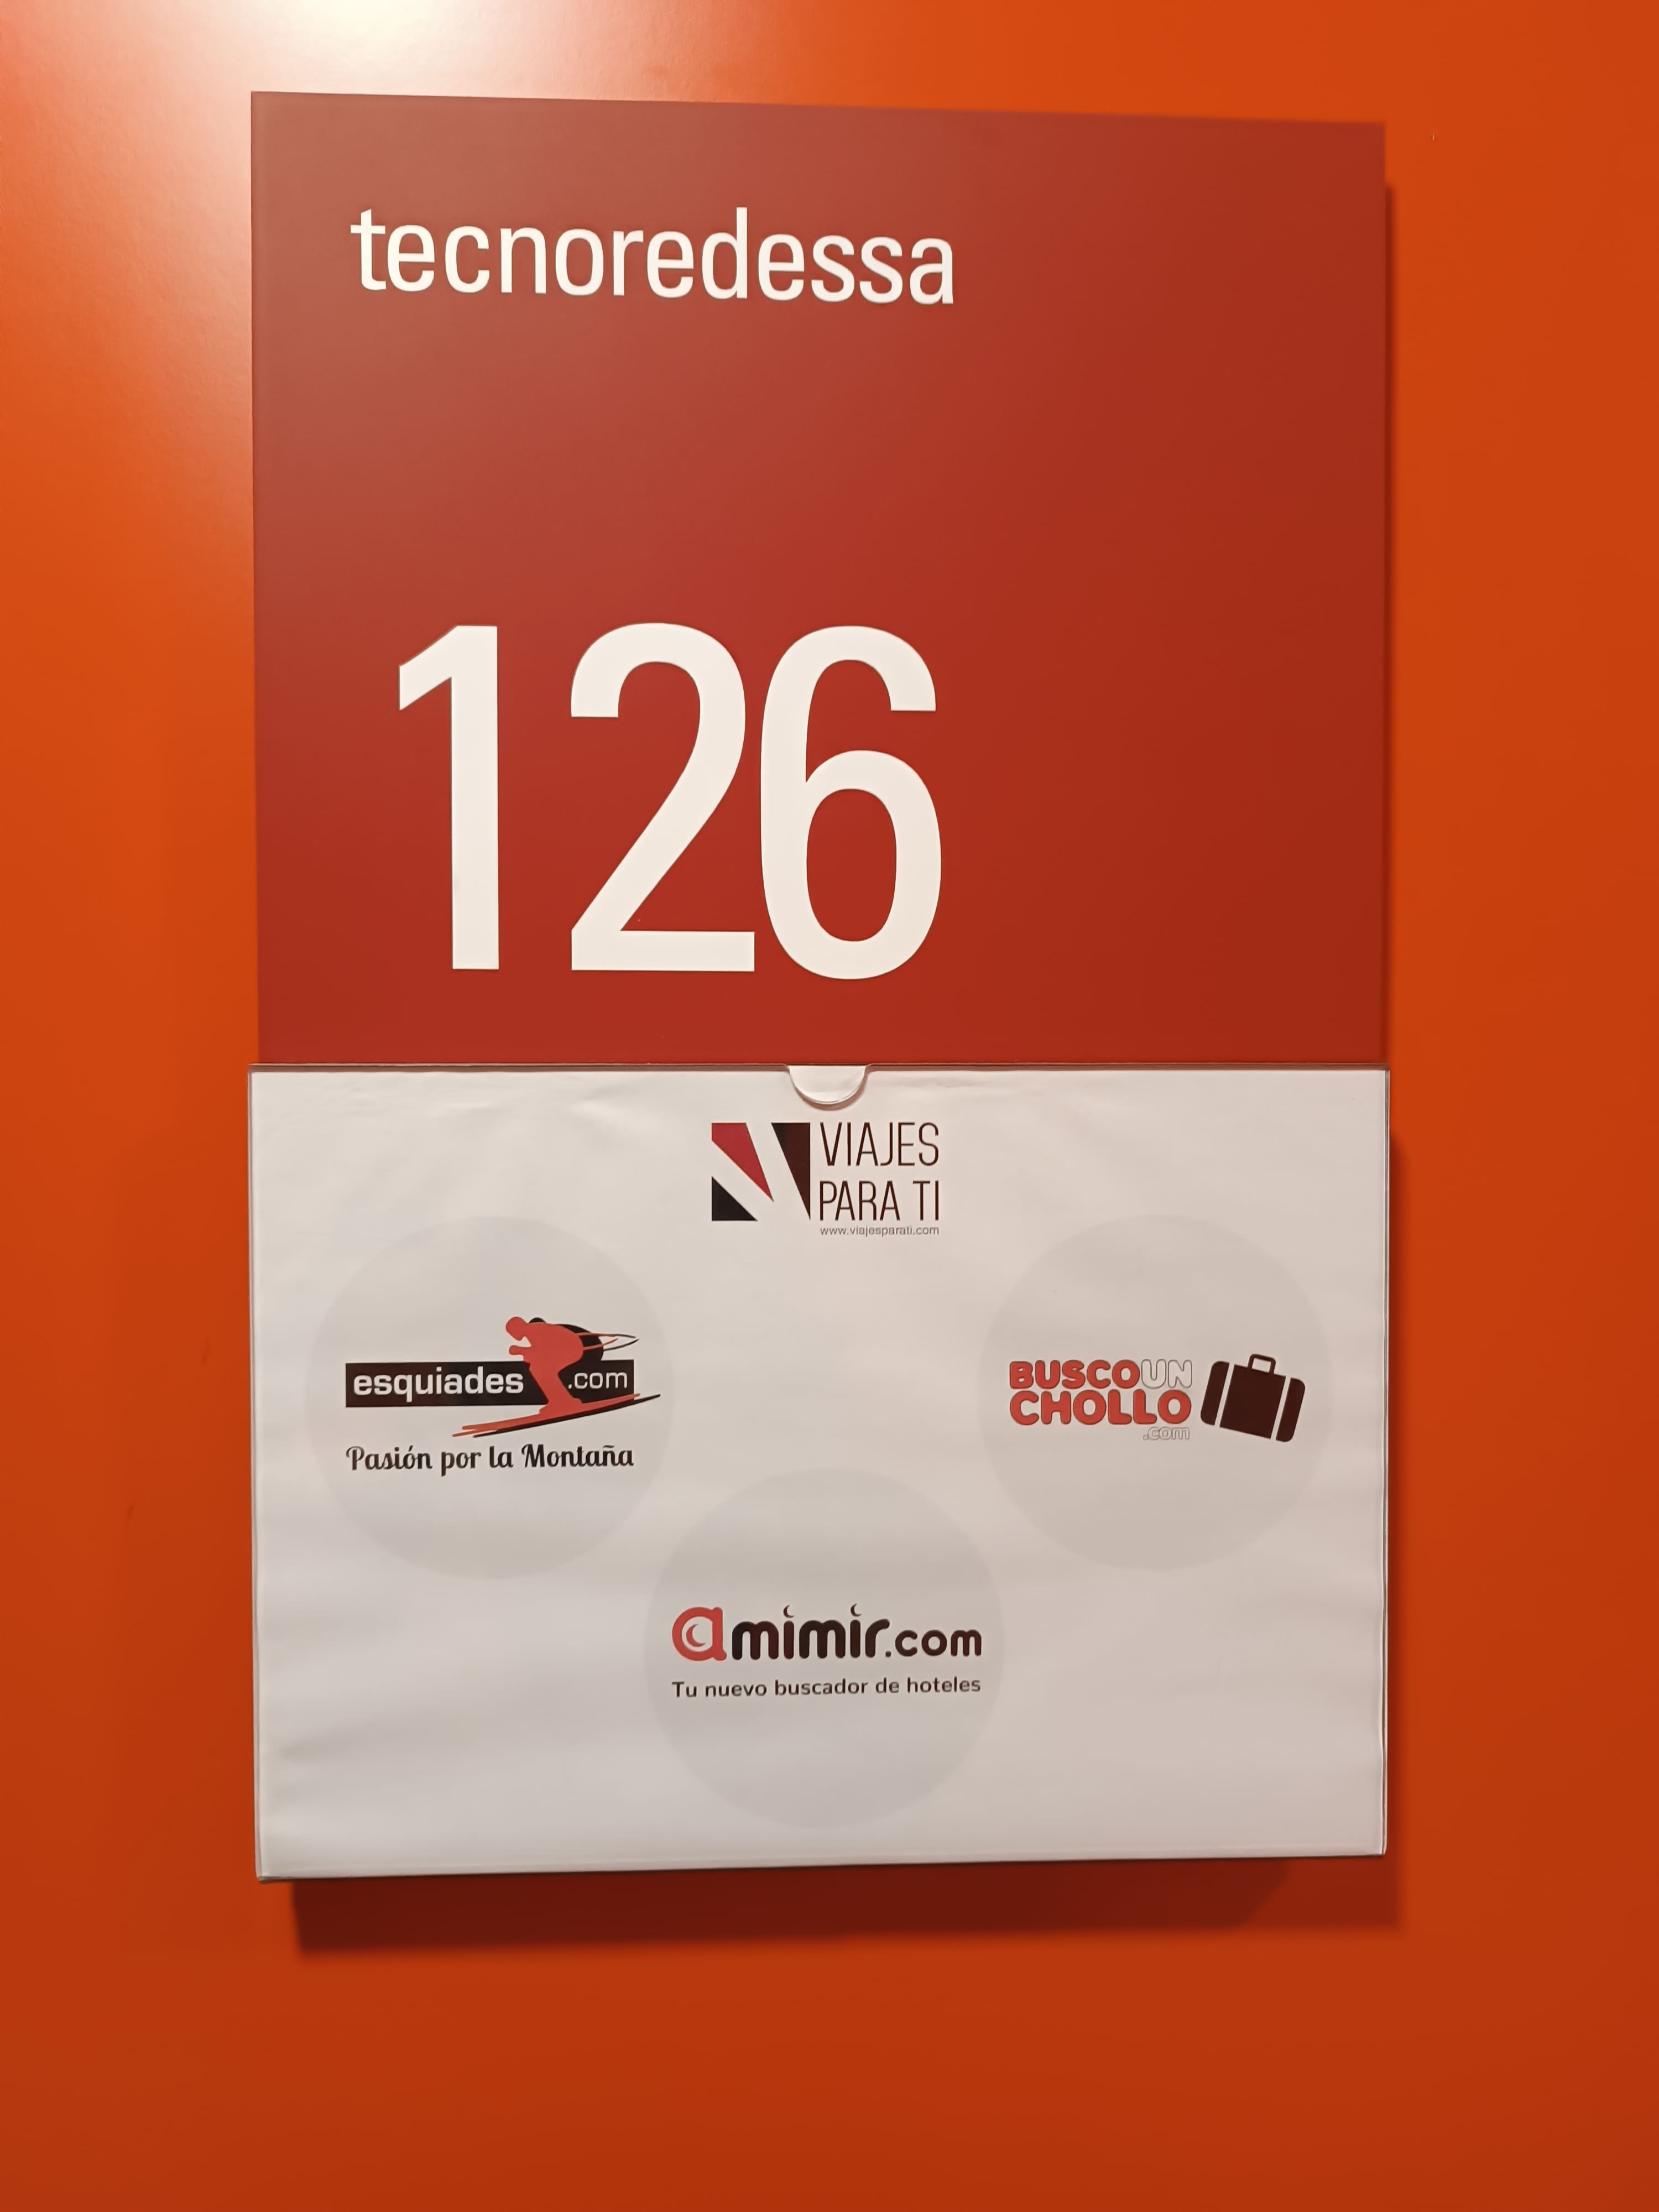 tecnoredessa
126
VIAJES
PARA TI
www.viajesparati.com
esquiades.com
Pasión por la Montaña
BUSCOUN
CHOLLO
.com
amimir.com
Tu nuevo buscador de hoteles